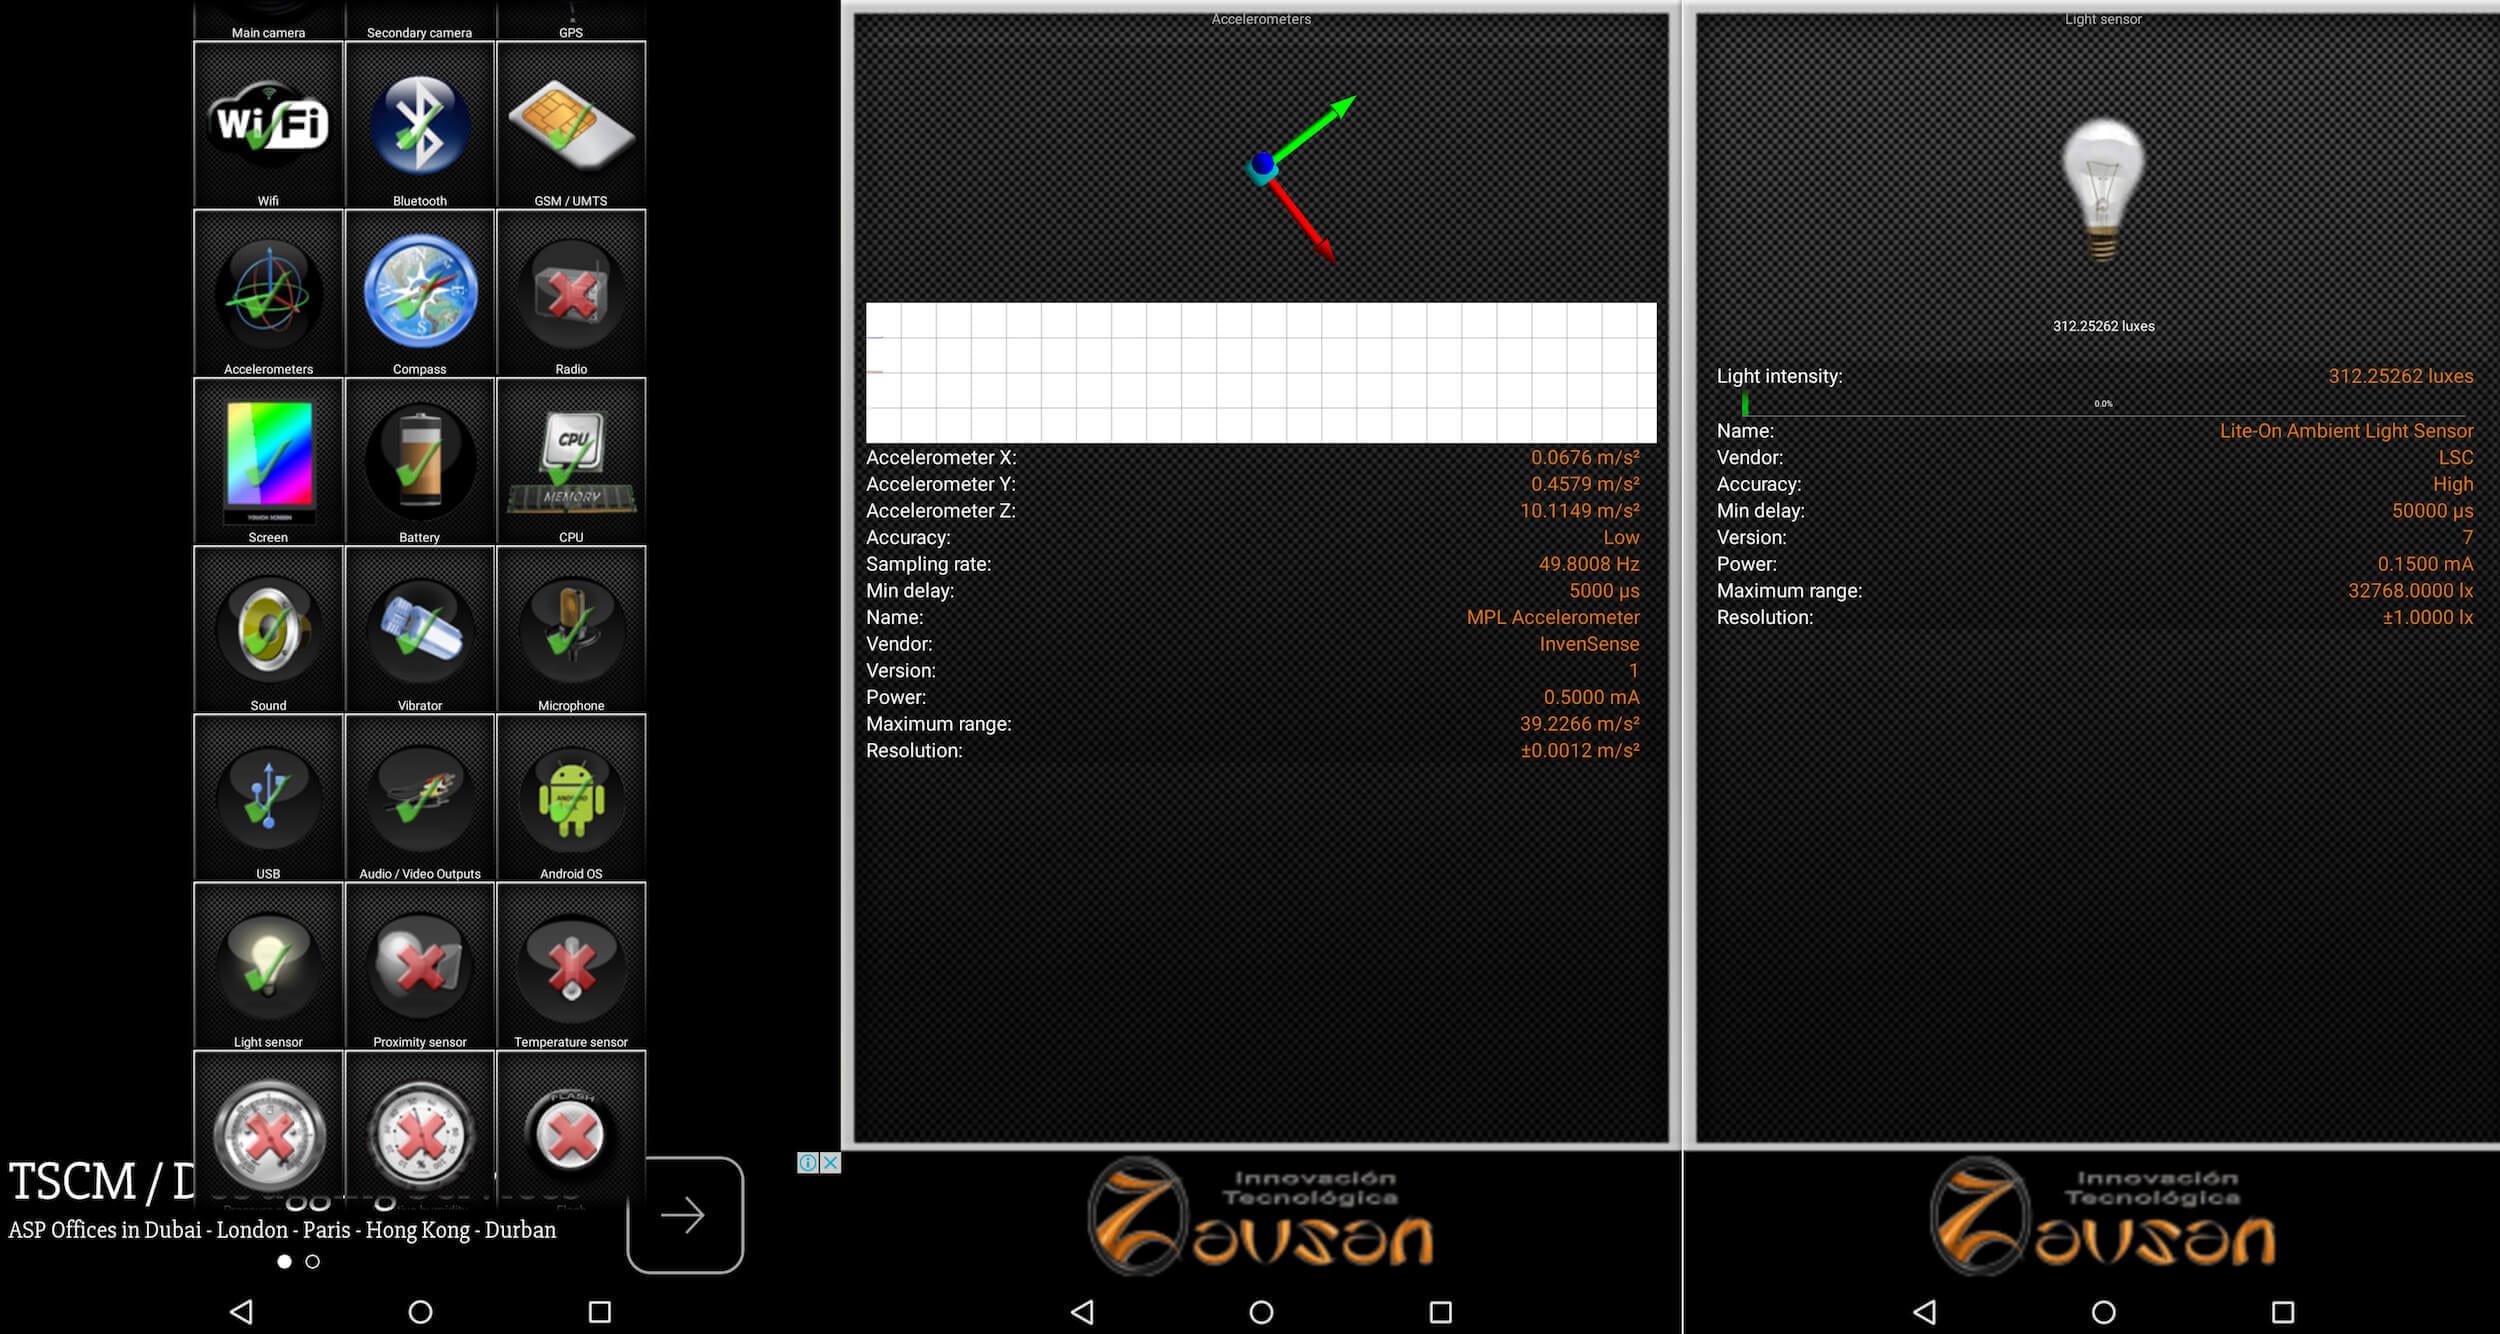 Main camera
Secondary camera
GPS
WiFi
Wifi
Bluetooth
GSM / UMTS
Accelerometers
Compass
Radio
CPU
MEMORY
TOUCH SCREEN
Screen
Battery
CPU
Sound
Vibrator
Microphone
ANDROID
USB
Audio / Video Outputs
Android OS
Light sensor
Proximity sensor
Temperature sensor
FLASH
TSCM /
ASP Offices in Dubai - London - Paris - Hong Kong - Durban
Accelerometers
Accelerometer X: 0.0676 m/s²
Accelerometer Y: 0.4579 m/s²
Accelerometer Z: 10.1149 m/s²
Accuracy: Low
Sampling rate: 49.8008 Hz
Min delay: 5000 µs
Name: MPL Accelerometer
Vendor: InvenSense
Version: 1
Power: 0.5000 mA
Maximum range: 39.2266 m/s²
Resolution: ±0.0012 m/s²
Innovación
Tecnológica
Zausan
Light sensor
312.25262 luxes
Light intensity: 312.25262 luxes
0.0%
Name: Lite-On Ambient Light Sensor
Vendor: LSC
Accuracy: High
Min delay: 50000 µs
Version: 7
Power: 0.1500 mA
Maximum range: 32768.0000 lx
Resolution: ±1.0000 lx
Innovación
Tecnológica
Zausan